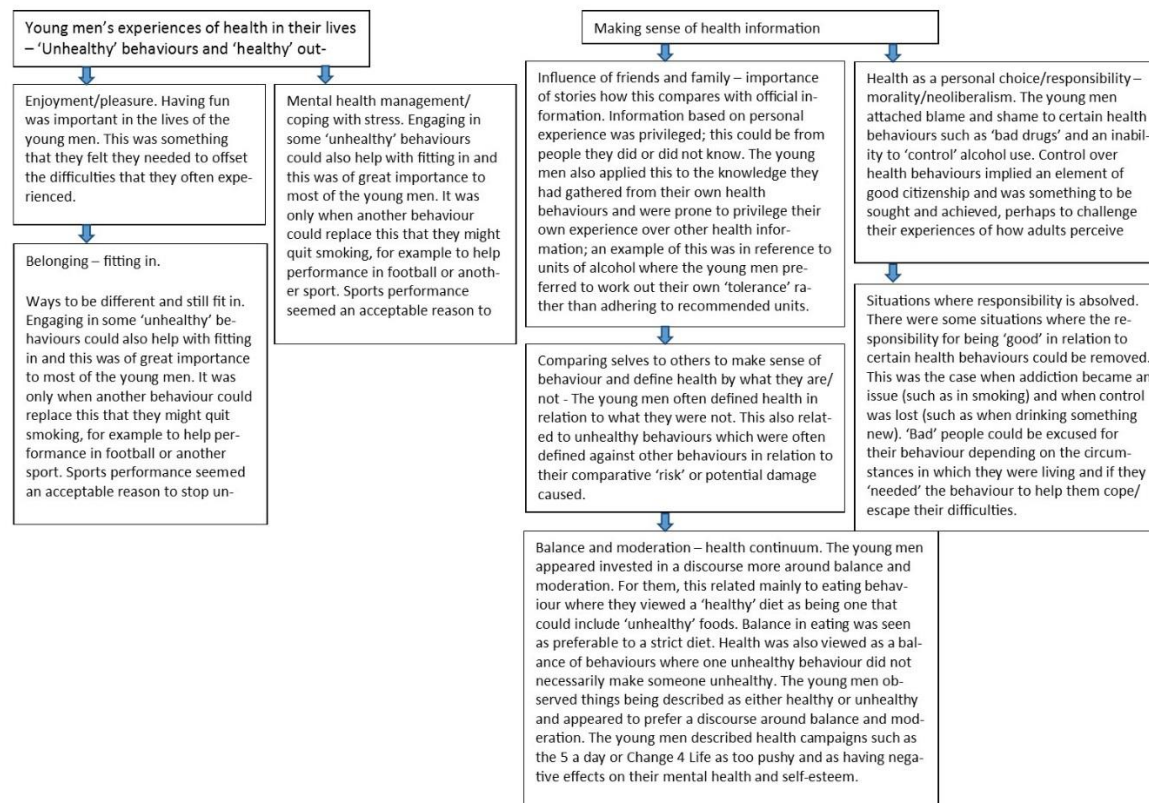 Young men’s experiences of health in their lives
– ‘Unhealthy’ behaviours and ‘healthy’ out-
Enjoyment/pleasure. Having fun
was important in the lives of the
young men. This was something
that they felt they needed to offset
the difficulties that they often expe-
rienced.
Belonging – fitting in.
Ways to be different and still fit in.
Engaging in some ‘unhealthy’ be-
haviours could also help with fitting
in and this was of great importance
to most of the young men. It was
only when another behaviour could
replace this that they might quit
smoking, for example to help per-
formance in football or another
sport. Sports performance seemed
an acceptable reason to stop un-
Mental health management/
coping with stress. Engaging in
some ‘unhealthy’ behaviours
could also help with fitting in and
this was of great importance to
most of the young men. It was
only when another behaviour
could replace this that they might
quit smoking, for example to help
performance in football or anoth-
er sport. Sports performance
seemed an acceptable reason to
Making sense of health information
Influence of friends and family – importance
of stories how this compares with official in-
formation. Information based on personal
experience was privileged; this could be from
people they did or did not know. The young
men also applied this to the knowledge they
had gathered from their own health
behaviours and were prone to privilege their
own experience over other health infor-
mation; an example of this was in reference to
units of alcohol where the young men pre-
ferred to work out their own ‘tolerance’ ra-
ther than adhering to recommended units.
Comparing selves to others to make sense of
behaviour and define health by what they are/
not - The young men often defined health in
relation to what they were not. This also relat-
ed to unhealthy behaviours which were often
defined against other behaviours in relation to
their comparative ‘risk’ or potential damage
caused.
Balance and moderation – health continuum. The young men
appeared invested in a discourse more around balance and
moderation. For them, this related mainly to eating behav-
iour where they viewed a ‘healthy’ diet as being one that
could include ‘unhealthy’ foods. Balance in eating was seen
as preferable to a strict diet. Health was also viewed as a bal-
ance of behaviours where one unhealthy behaviour did not
necessarily make someone unhealthy. The young men ob-
served things being described as either healthy or unhealthy
and appeared to prefer a discourse around balance and mod-
eration. The young men described health campaigns such as
the 5 a day or Change 4 Life as too pushy and as having nega-
tive effects on their mental health and self-esteem.
Health as a personal choice/responsibility –
morality/neoliberalism. The young men
attached blame and shame to certain health
behaviours such as ‘bad drugs’ and an inabil-
ity to ‘control’ alcohol use. Control over
health behaviours implied an element of
good citizenship and was something to be
sought and achieved, perhaps to challenge
their experiences of how adults perceive
Situations where responsibility is absolved.
There were some situations where the re-
sponsibility for being ‘good’ in relation to
certain health behaviours could be removed.
This was the case when addiction became an
issue (such as in smoking) and when control
was lost (such as when drinking something
new). ‘Bad’ people could be excused for
their behaviour depending on the circum-
stances in which they were living and if they
‘needed’ the behaviour to help them cope/
escape their difficulties.